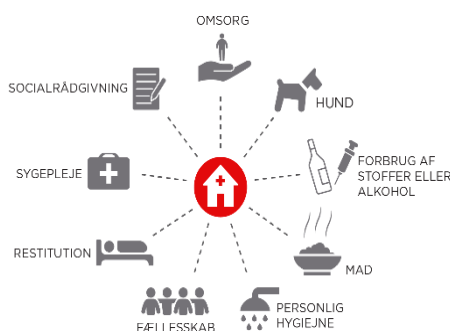 OMSORG
HUND
FORBRUG AF
STOFFER ELLER
ALKOHOL
MAD
PERSONLIG
HYGIEJNE
FÆLLESSKAB
RESTITUTION
SYGEPLEJE
SOCIALRÅDGIVNING